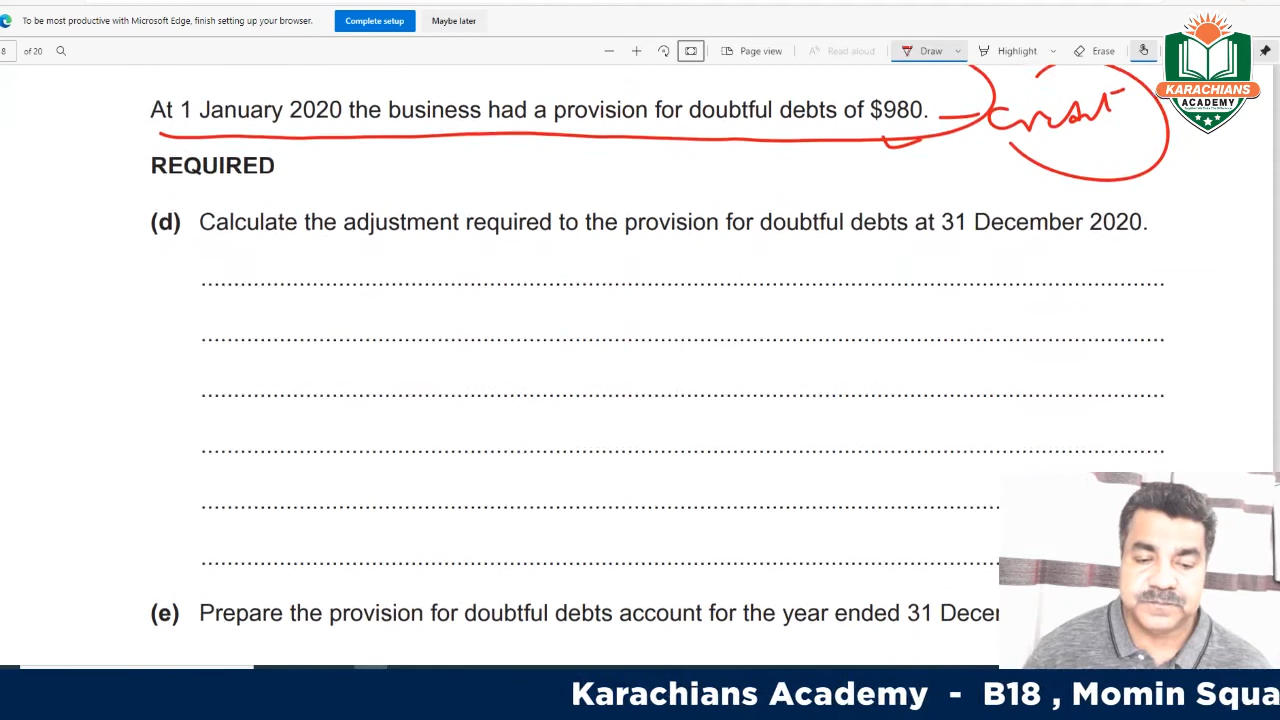 To be most productive with Microsoft Edge, finish setting up your browser. Complete setup Maybe later
8 of 20 Page view Read aloud Draw Highlight Erase
KARACHIANS
ACADEMY
At 1 January 2020 the business had a provision for doubtful debts of $980.
REQUIRED
(d) Calculate the adjustment required to the provision for doubtful debts at 31 December 2020.
(e) Prepare the provision for doubtful debts account for the year ended 31 Decem
Karachians Academy - B18 , Momin Squa